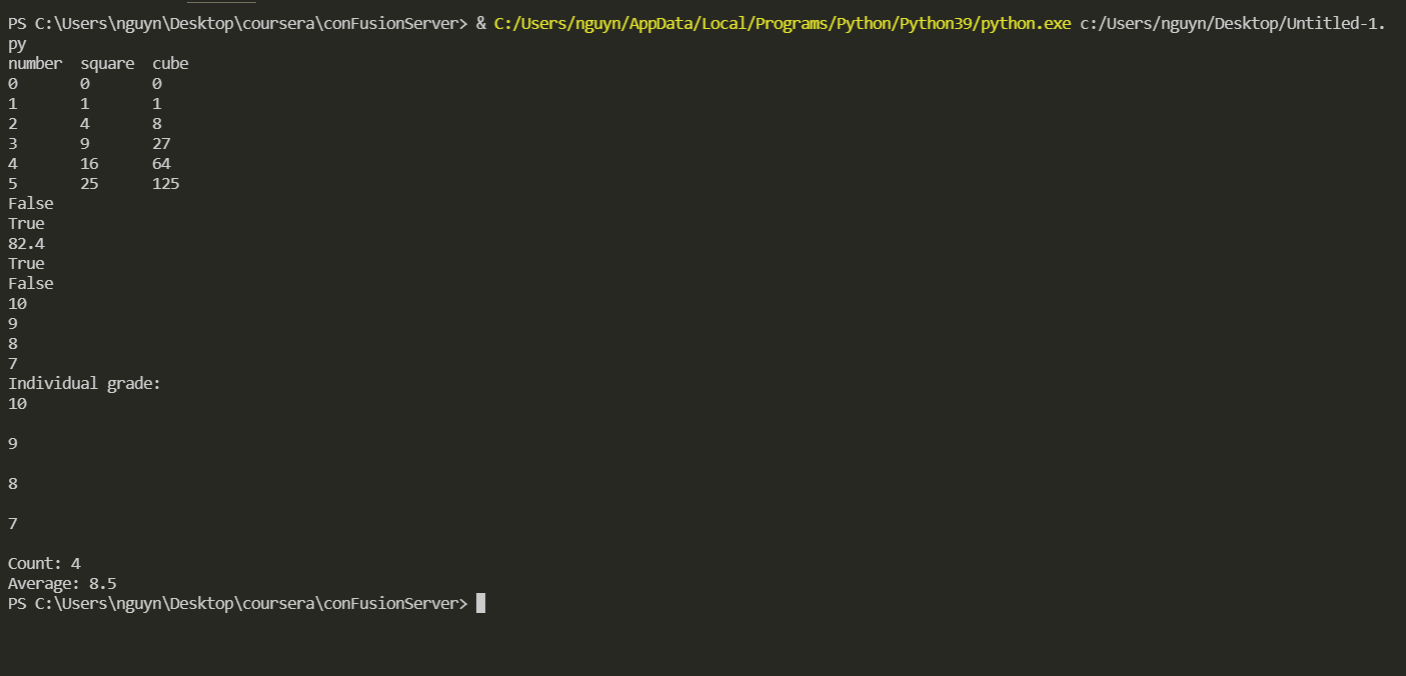 PS C:\Users\nguyn\Desktop\coursera\conFusionServer> & C:/Users/nguyn/AppData/Local/Programs/Python/Python39/python.exe c:/Users/nguyn/Desktop/Untitled-1.
py
number  square  cube
0       0       0
1       1       1
2       4       8
3       9       27
4       16      64
5       25      125
False
True
82.4
True
False
10
9
8
7
Individual grade:
10
9
8
7
Count: 4
Average: 8.5
PS C:\Users\nguyn\Desktop\coursera\conFusionServer>